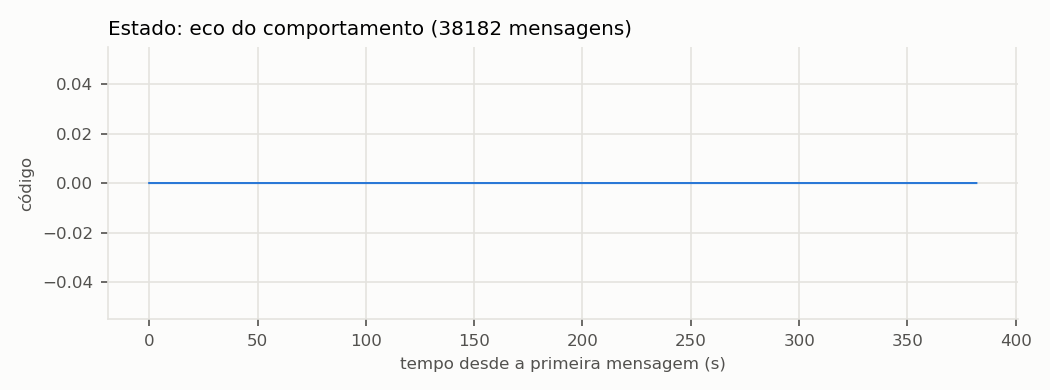 Estado: eco do comportamento (38182 mensagens)
0.04
0.02
0.00
−0.02
−0.04
código
0 50 100 150 200 250 300 350 400
tempo desde a primeira mensagem (s)